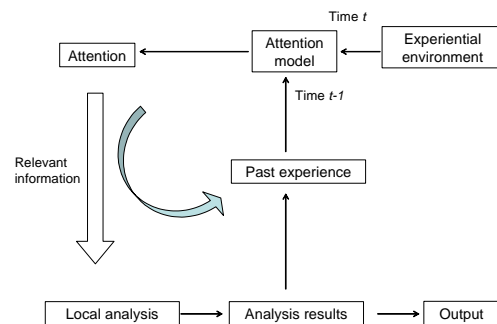 Time t
Attention
Attention
model
Experiential
environment
Time t-1
Relevant
information
Past experience
Local analysis
Analysis results
Output